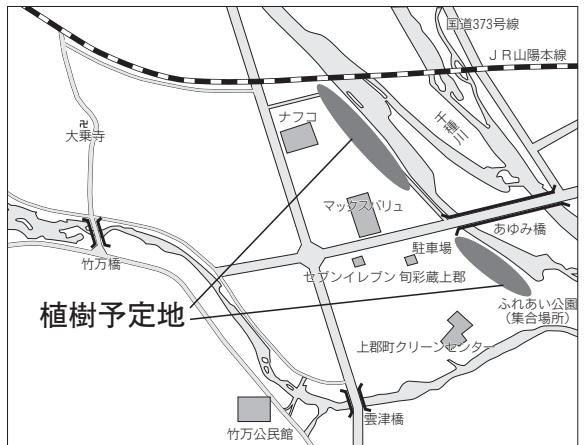 国道373号線
JR山陽本線
ナフコ
千種川
卍
大乗寺
マックスバリュ
あゆみ橋
駐車場
竹万橋
セブンイレブン 旬彩蔵上郡
ふれあい公園
(集合場所)
植樹予定地
上郡町クリーンセンター
雲津橋
竹万公民館